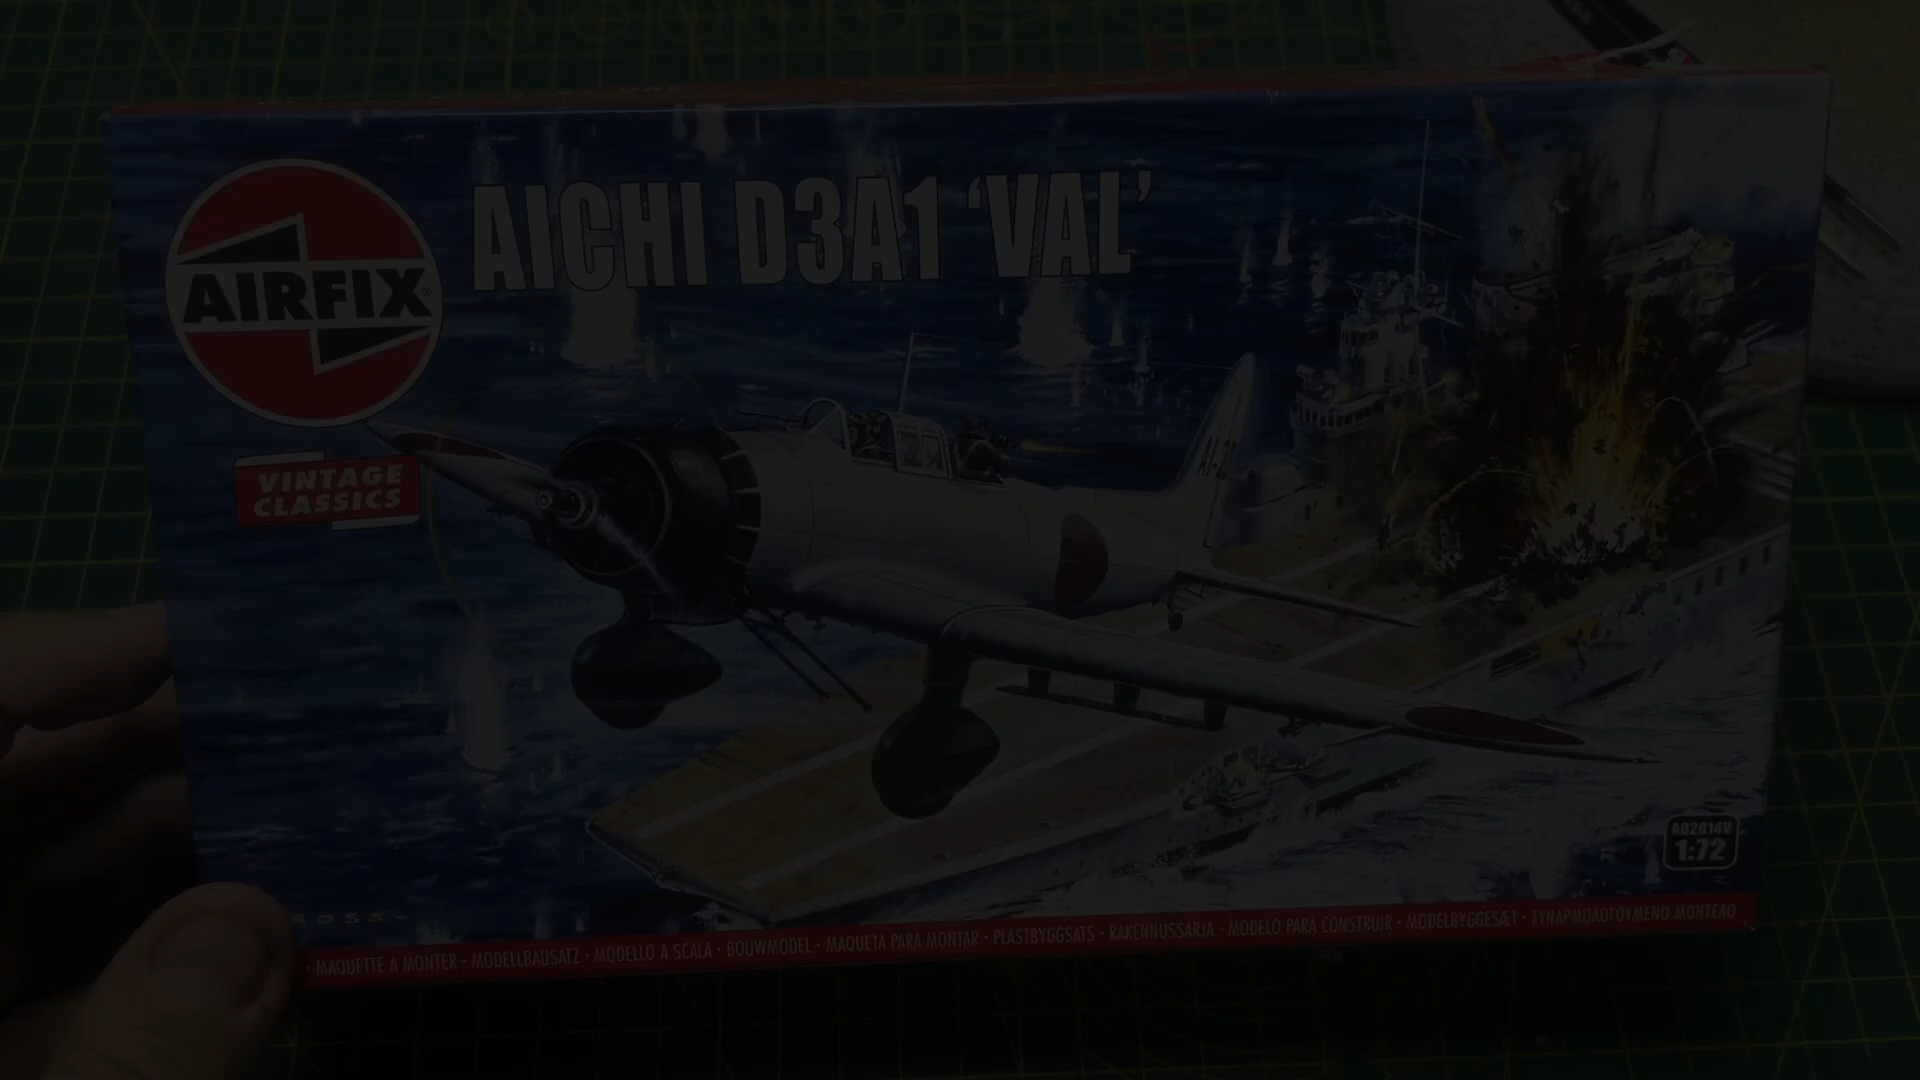 AICHI D3A1 ‘VAL’
AIRFIX®
VINTAGE
CLASSICS
AI-2
A02014V
1:72
ROSS
· MAQUETTE A MONTER · MODELLBAUSATZ · MODELLO A SCALA · BOUWMODEL · MAQUETA PARA MONTAR · PLASTBYGGSATS · RAKENNUSSARJA · MODELO PARA CONSTRUIR · MODELBYGGESÆT · ΣΥΝΑΡΜΟΛΟΓΟΥΜΕΝΟ ΜΟΝΤΕΛΟ